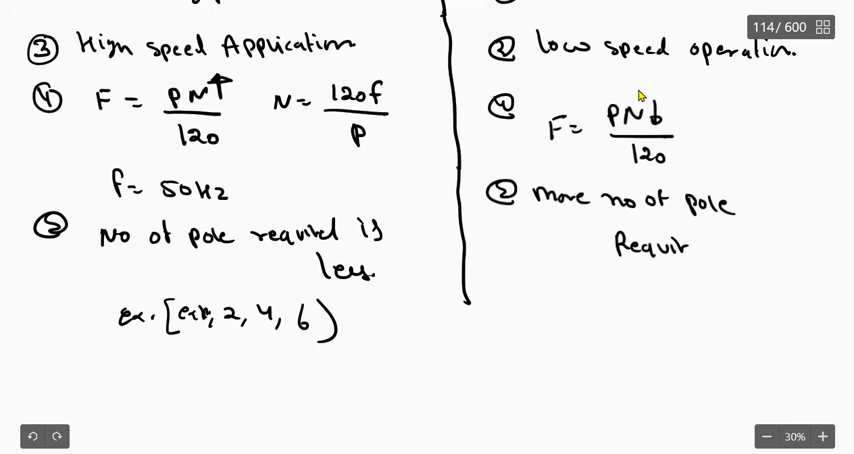 114 / 600
③ High speed Application
④ F = PN↑ / 120    N = 120f / P
f = 50Hz
⑤ No of pole required is
less.
ex. [ 2, 4, 6 )
② low speed operation.
④ F = PN↓ / 120
⑤ more no of pole
Requir
30%